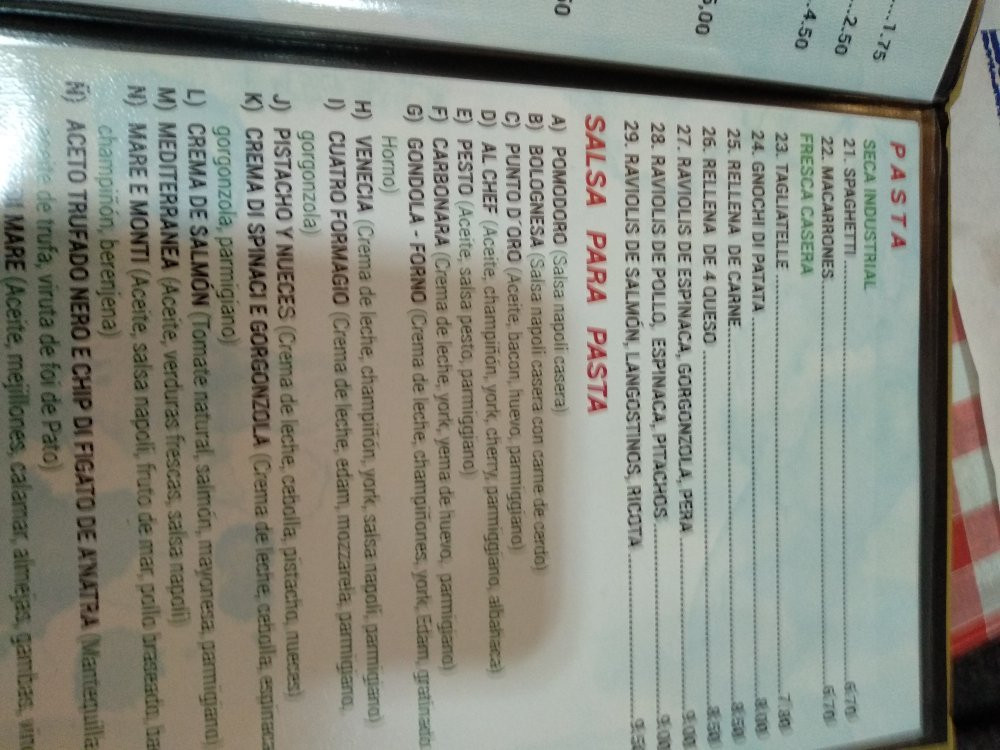 ....1.75
...2.50
..4.50
5,00
PASTA
SECA INDUSTRIAL
21. SPAGHETTI ........ 6.70
22. MACARRONES ........ 6.70
FRESCA CASERA
23. TAGLIATELLE ........ 7.80
24. GNOCHI DI PATATA ........ 8.00
25. RELLENA DE CARNE ........ 8.50
26. RELLENA DE 4 QUESO ........ 8.50
27. RAVIOLIS DE ESPINACA, GORGONZOLA, PERA ........ 9.00
28. RAVIOLIS DE POLLO, ESPINACA, PITACHOS ........ 9.00
29. RAVIOLIS DE SALMÓN, LANGOSTINOS, RICOTA ........ 9.50
SALSA PARA PASTA
A) POMODORO (Salsa napoli casera)
B) BOLOGNESA (Salsa napoli casera con carne de cerdo)
C) PUNTO D'ORO (Aceite, bacon, huevo, parmiggiano)
D) AL CHEF (Aceite, champiñón, york, cherry, parmiggiano, albahaca)
E) PESTO (Aceite, salsa pesto, parmiggiano)
F) CARBONARA (Crema de leche, york, yema de huevo, parmigiano)
G) GONDOLA - FORNO (Crema de leche, champiñones, york, Edam, gratinado
Horno)
H) VENECIA (Crema de leche, champiñón, york, salsa napoli, parmigiano)
I) CUATRO FORMAGIO (Crema de leche, edam, mozzarela, parmigiano,
gorgonzola)
J) PISTACHO Y NUECES (Crema de leche, cebolla, pistacho, nueses)
K) CREMA DI SPINACI E GORGONZOLA (Crema de leche, cebolla, espinaca
gorgonzola, parmigiano)
L) CREMA DE SALMÓN (Tomate natural, salmón, mayonesa, parmigiano)
M) MEDITERRANEA (Aceite, verduras frescas, salsa napoli)
N) MARE E MONTI (Aceite, salsa napoli, fruto de mar, pollo braseado,
champiñón, berenjena)
Ñ) ACETO TRUFADO NERO E CHIP DI FIGATO DE A'NATRA (Mantequilla
de trufa, viruta de foi de Pato)
MARE (Aceite, mejillones, calamar, almejas, gambas,